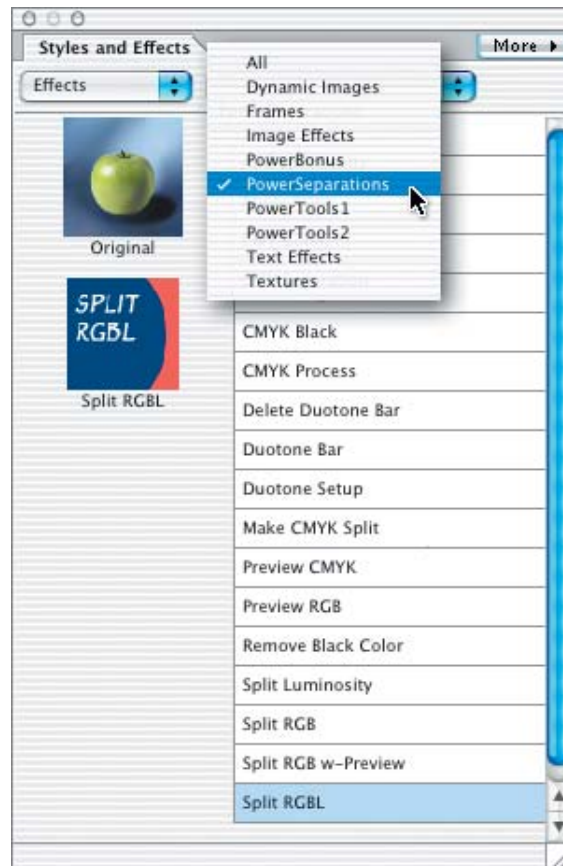 Styles and Effects
More
Effects
All
Dynamic Images
Frames
Image Effects
PowerBonus
PowerSeparations
PowerTools1
PowerTools2
Text Effects
Textures
Original
SPLIT
RGBL
Split RGBL
CMYK Black
CMYK Process
Delete Duotone Bar
Duotone Bar
Duotone Setup
Make CMYK Split
Preview CMYK
Preview RGB
Remove Black Color
Split Luminosity
Split RGB
Split RGB w-Preview
Split RGBL